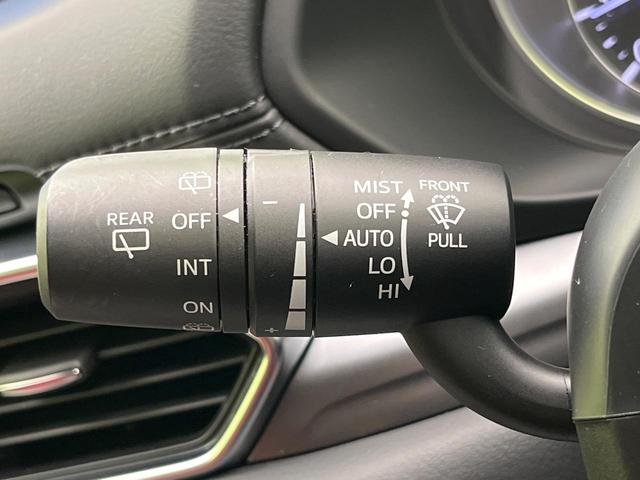 REAR
OFF
INT
ON
−
+
MIST
OFF
AUTO
LO
HI
FRONT
PULL